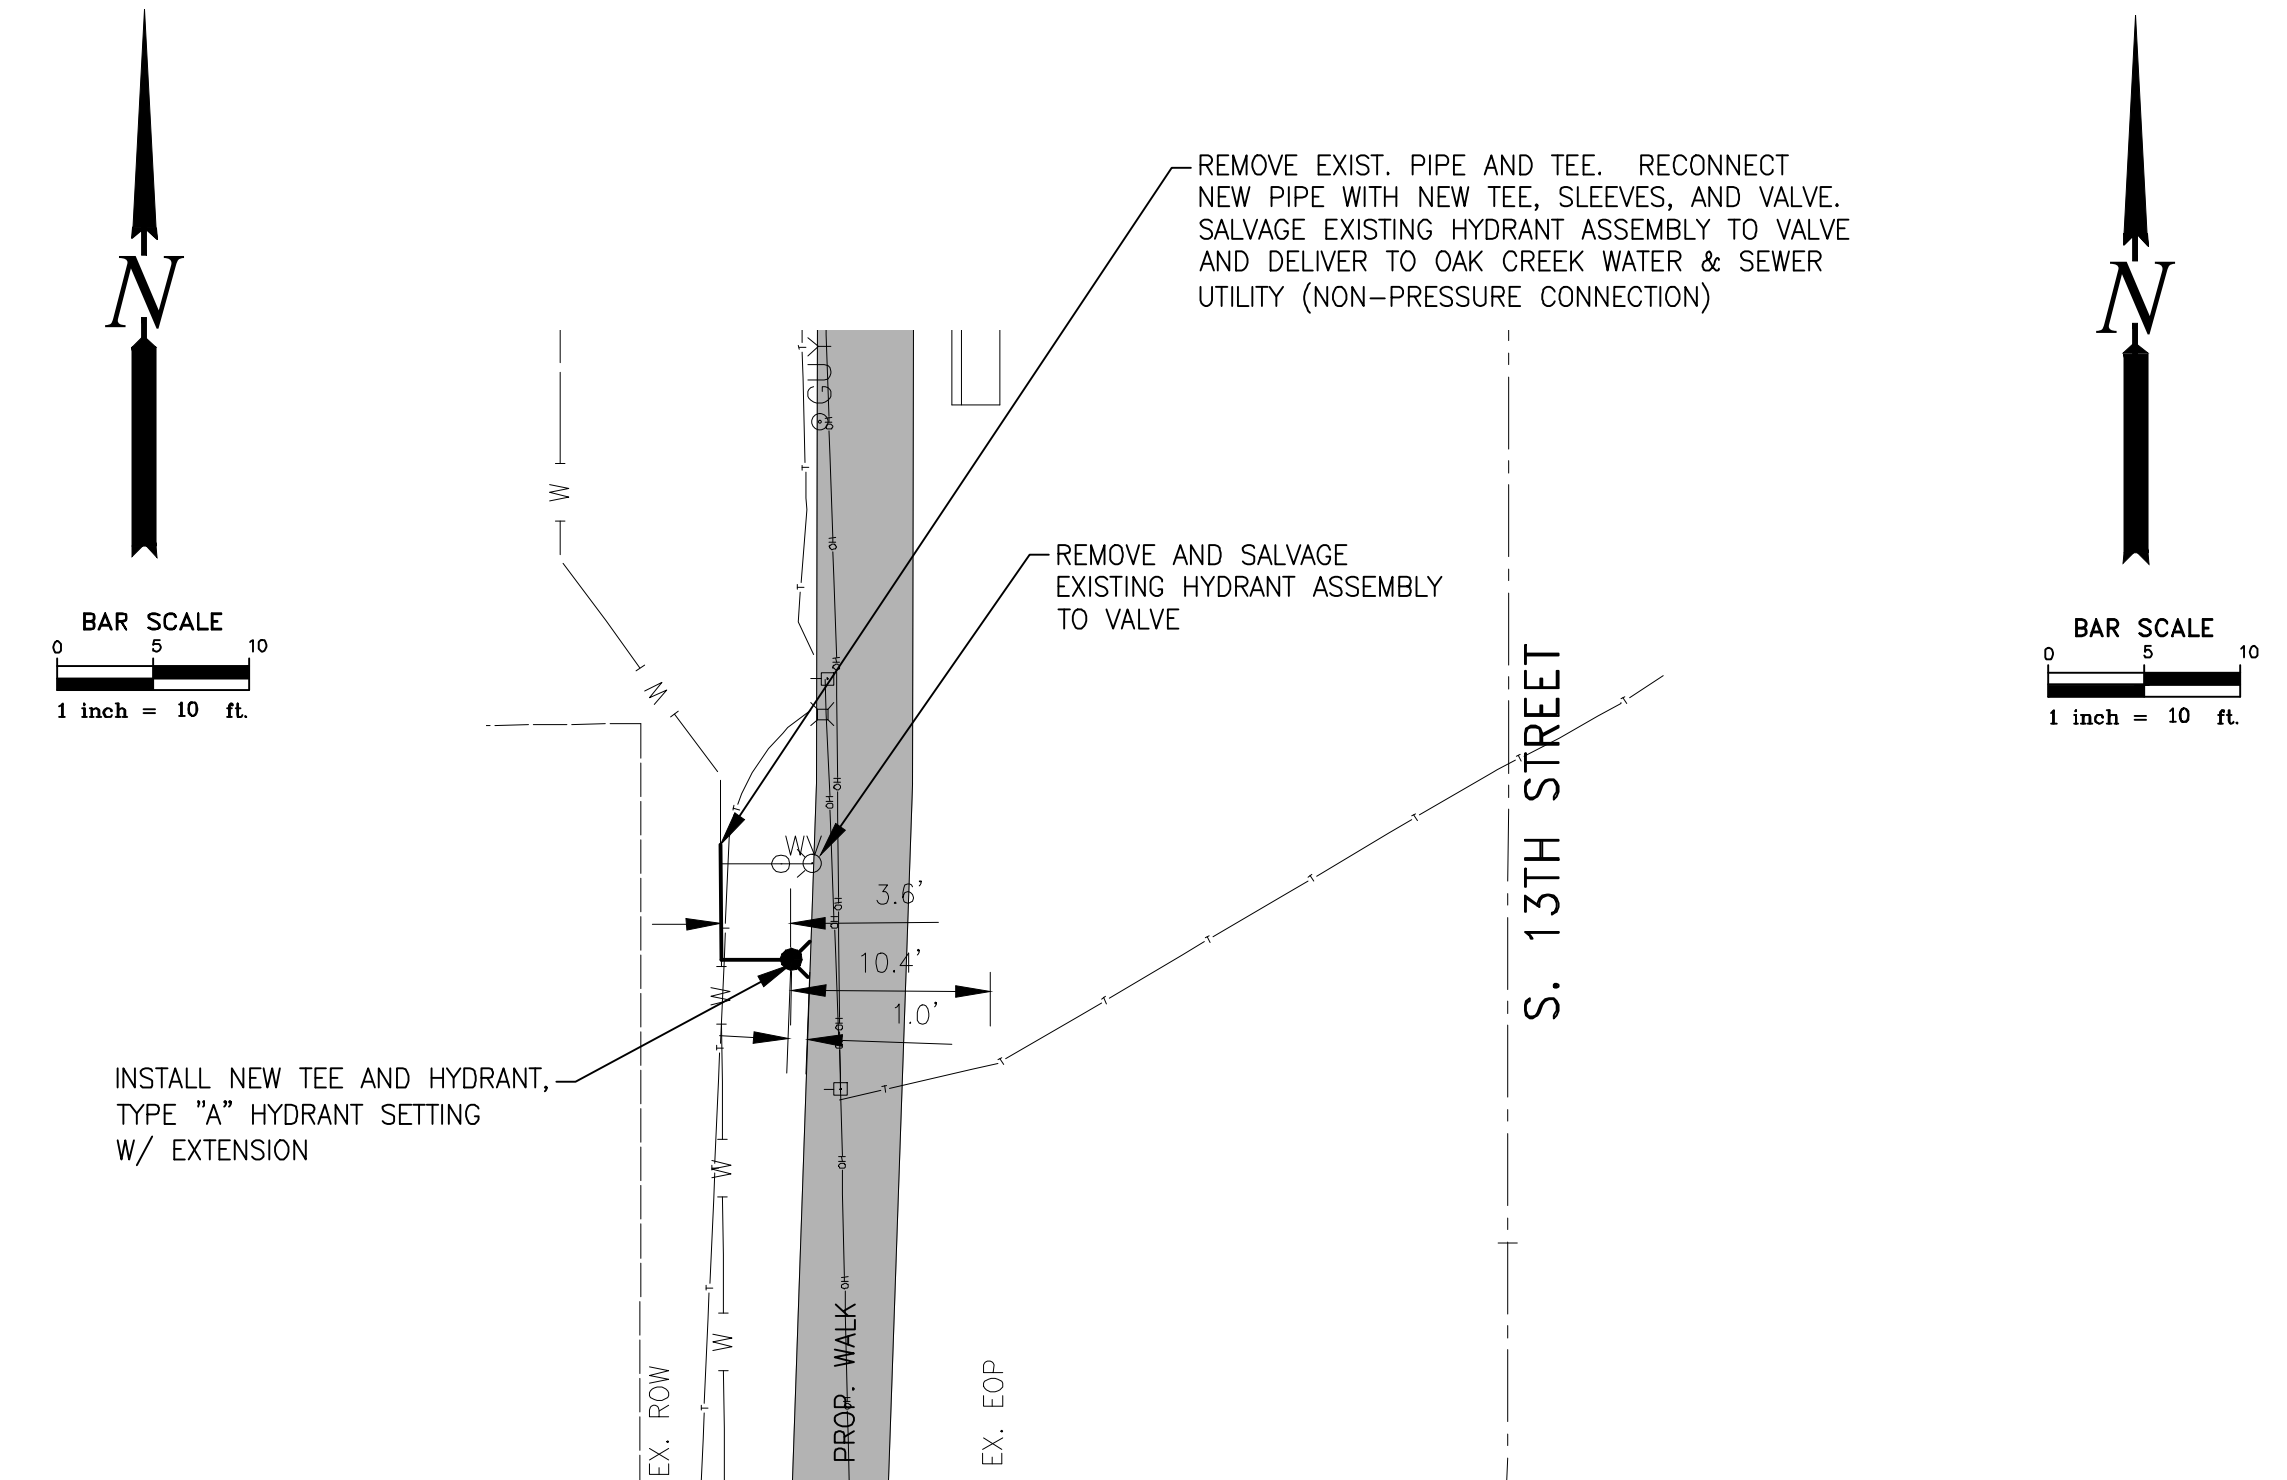 N
BAR SCALE
0 5 10
1 inch = 10 ft.
REMOVE EXIST. PIPE AND TEE. RECONNECT
NEW PIPE WITH NEW TEE, SLEEVES, AND VALVE.
SALVAGE EXISTING HYDRANT ASSEMBLY TO VALVE
AND DELIVER TO OAK CREEK WATER & SEWER
UTILITY (NON-PRESSURE CONNECTION)
N
BAR SCALE
0 5 10
1 inch = 10 ft.
GUY
W
REMOVE AND SALVAGE
EXISTING HYDRANT ASSEMBLY
TO VALVE
W
S. 13TH STREET
WV
3.6'
10.4'
1.0'
W
INSTALL NEW TEE AND HYDRANT,
TYPE "A" HYDRANT SETTING
W/ EXTENSION
W
W
EX. ROW
PROP. WALK
EX. EOP